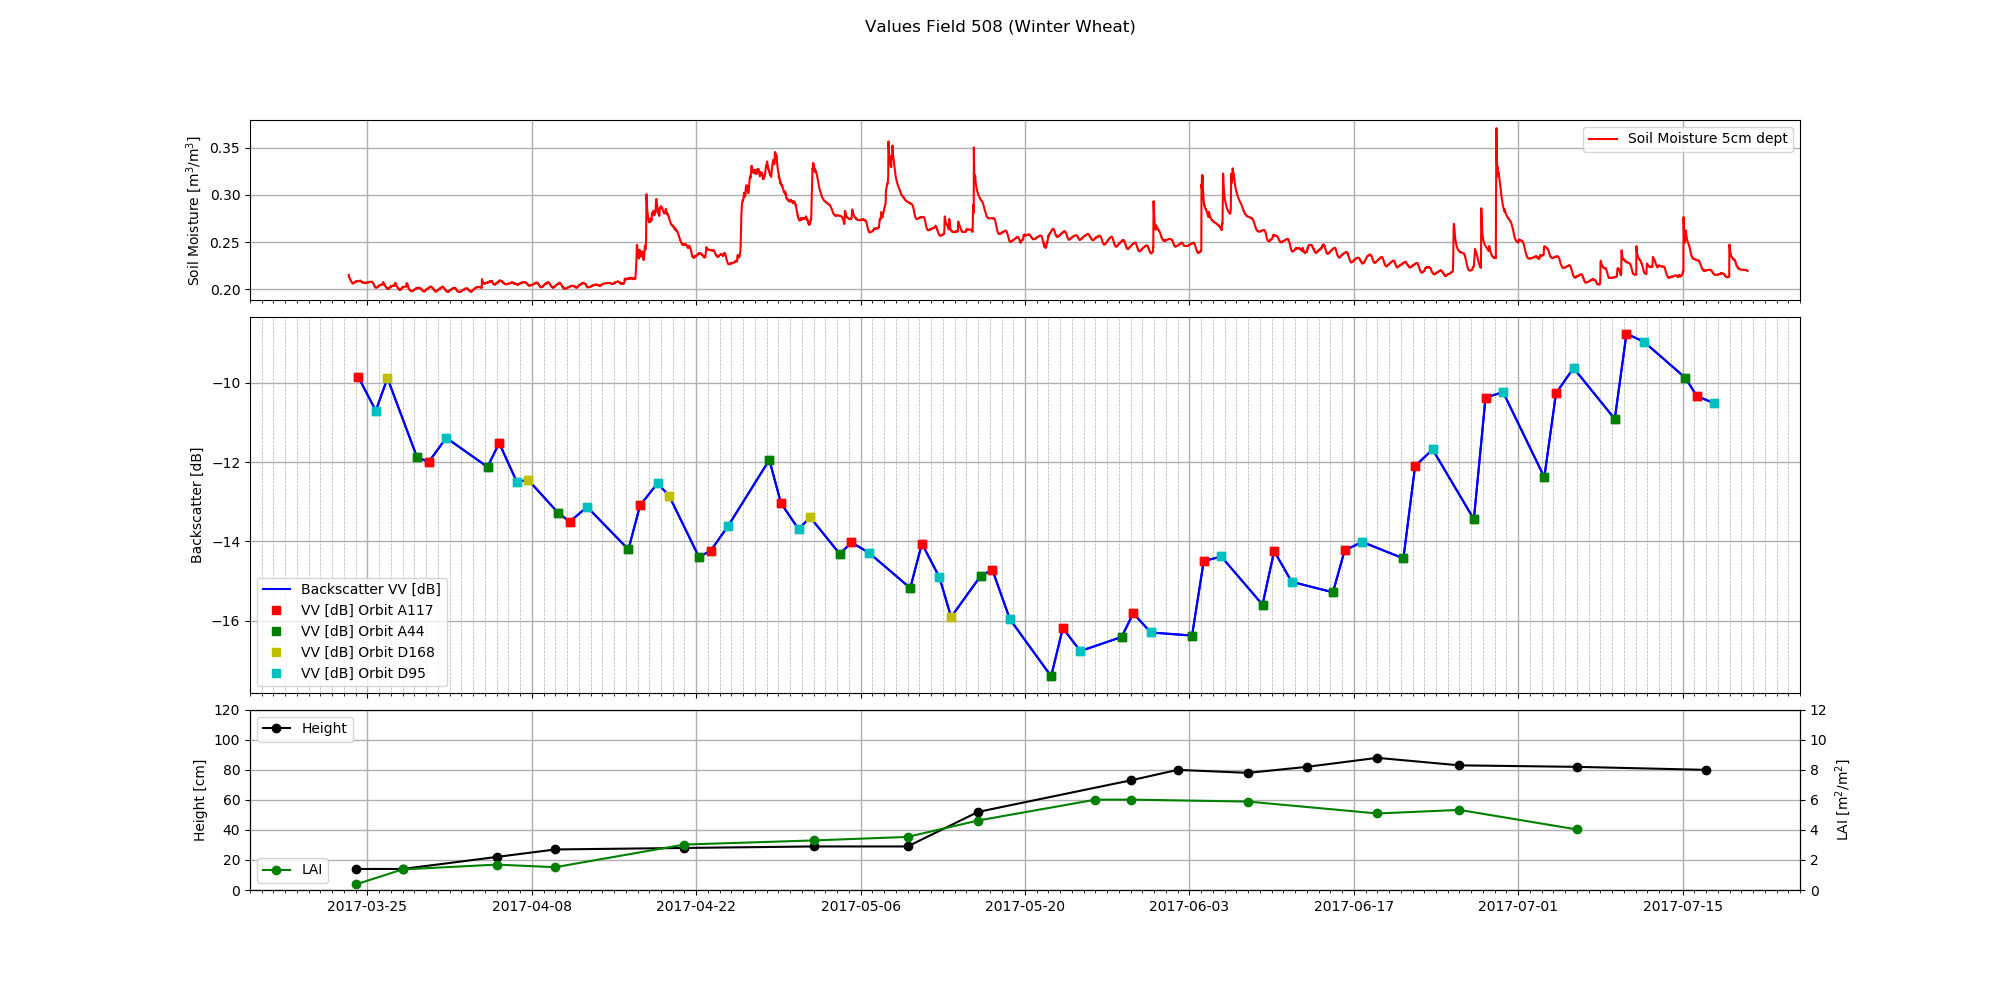 Values Field 508 (Winter Wheat)
Soil Moisture [m³/m³]
0.35
0.30
0.25
0.20
Soil Moisture 5cm dept
Backscatter [dB]
−10
−12
−14
−16
Backscatter VV [dB]
VV [dB] Orbit A117
VV [dB] Orbit A44
VV [dB] Orbit D168
VV [dB] Orbit D95
Height [cm]
120
100
80
60
40
20
0
Height
LAI
12
10
8
6
4
2
0
LAI [m²/m²]
2017-03-25 2017-04-08 2017-04-22 2017-05-06 2017-05-20 2017-06-03 2017-06-17 2017-07-01 2017-07-15